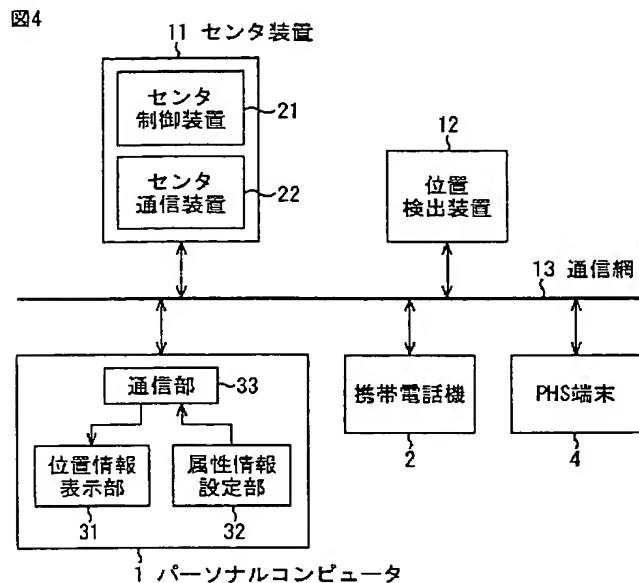 図4
11 センタ装置
センタ
制御装置
21
センタ
通信装置
22
12
位置
検出装置
13 通信網
通信部
33
位置情報
表示部
31
属性情報
設定部
32
1 パーソナルコンピュータ
携帯電話機
2
PHS端末
4